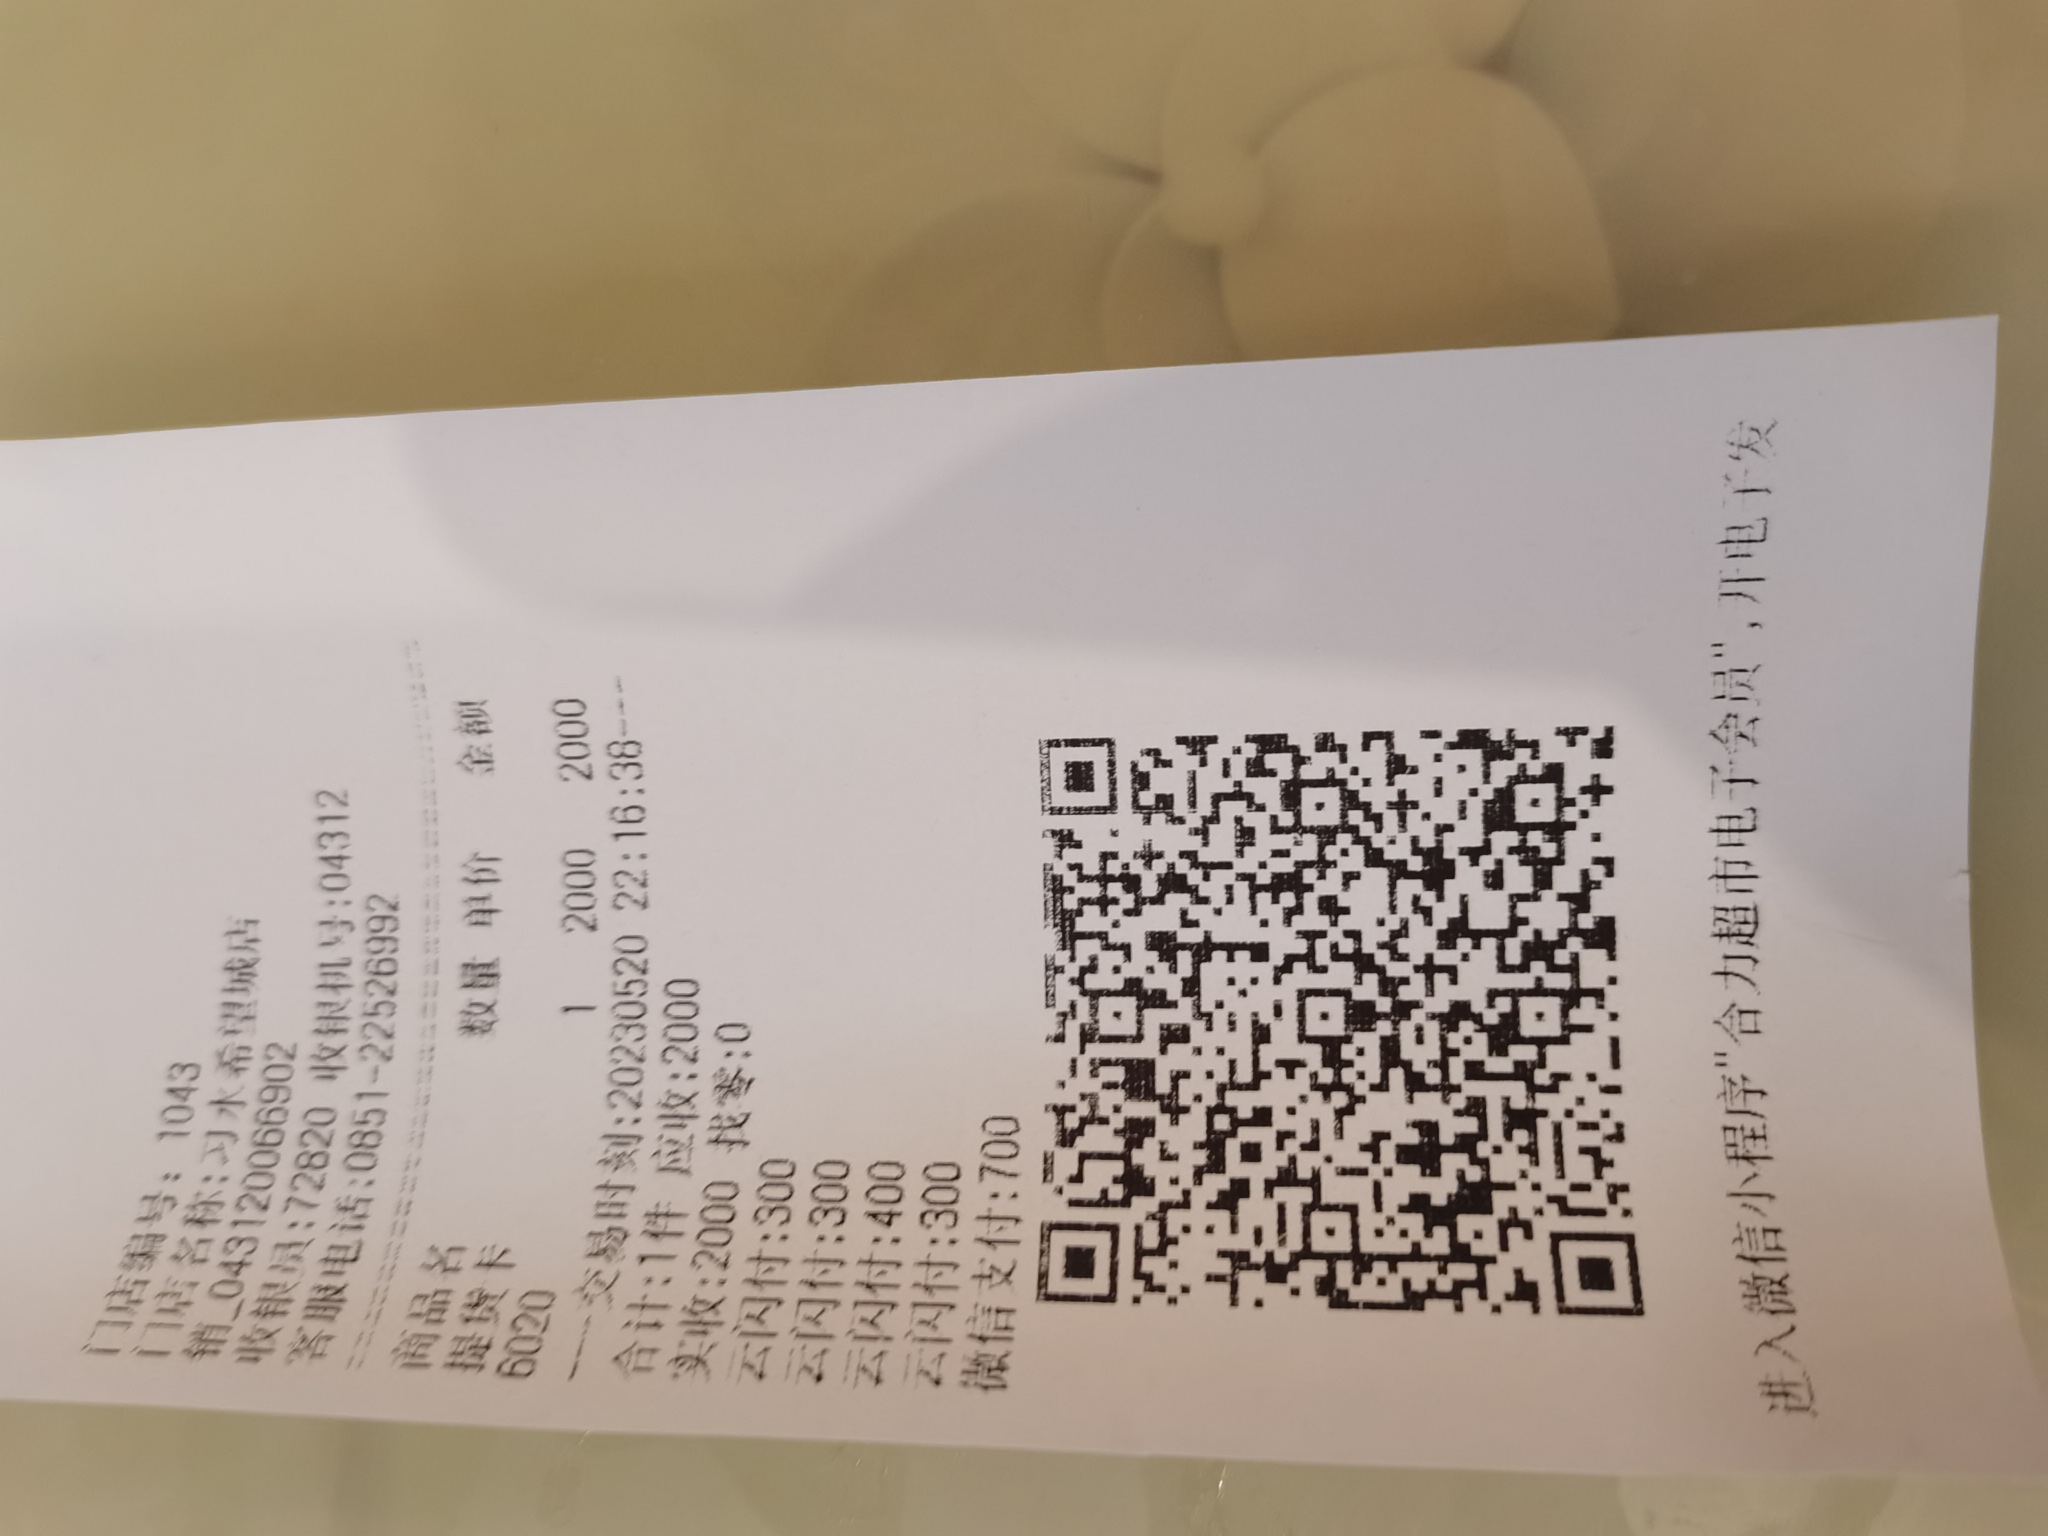 门店编号: 1043
门店名称:习水希望城店
销_0431200066902
收银员:72820 收银机号:04312
客服电话:0851-22526992
商品名 数量 单价 金额
提货卡
6020 1 2000 2000
----交易时刻:20230520 22:16:38----
合计:1件 应收:2000
实收:2000 找零:0
云闪付:300
云闪付:300
云闪付:400
云闪付:300
微信支付:700
进入微信小程序"合力超市电子会员",开电子发